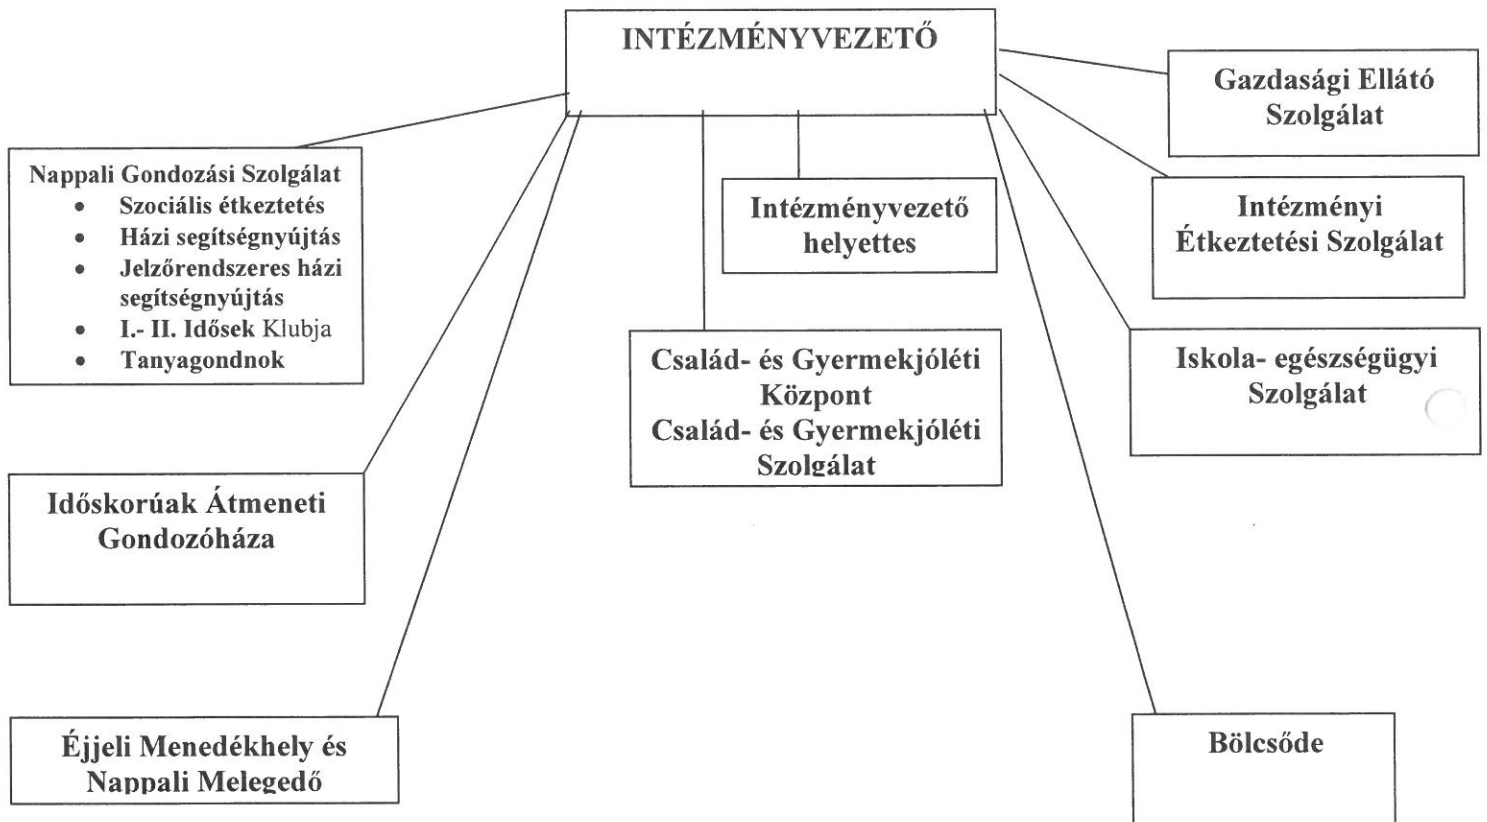 INTÉZMÉNYVEZETŐ
Gazdasági Ellátó
Szolgálat
Nappali Gondozási Szolgálat
• Szociális étkeztetés
• Házi segítségnyújtás
• Jelzőrendszeres házi
segítségnyújtás
• I.- II. Idősek Klubja
• Tanyagondnok
Intézményvezető
helyettes
Intézményi
Étkeztetési Szolgálat
Család- és Gyermekjóléti
Központ
Család- és Gyermekjóléti
Szolgálat
Iskola- egészségügyi
Szolgálat
Időskorúak Átmeneti
Gondozóháza
Éjjeli Menedékhely és
Nappali Melegedő
Bölcsőde